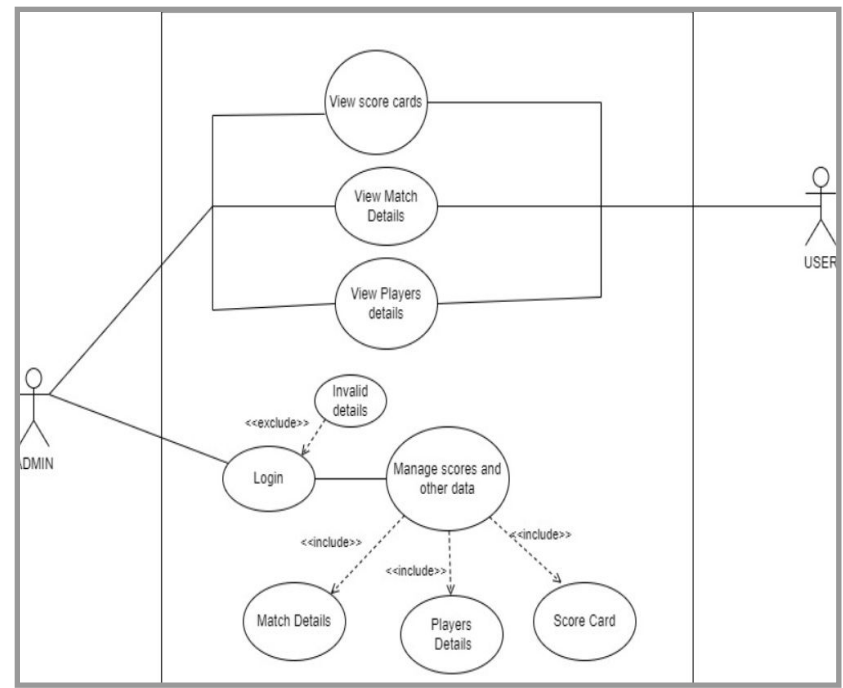 View score cards
View Match
Details
USER
View Players
details
Invalid
details
<<exclude>>
ADMIN
Login
Manage scores and
other data
<<include>>
<<include>>
<<include>>
Match Details
Players
Details
Score Card